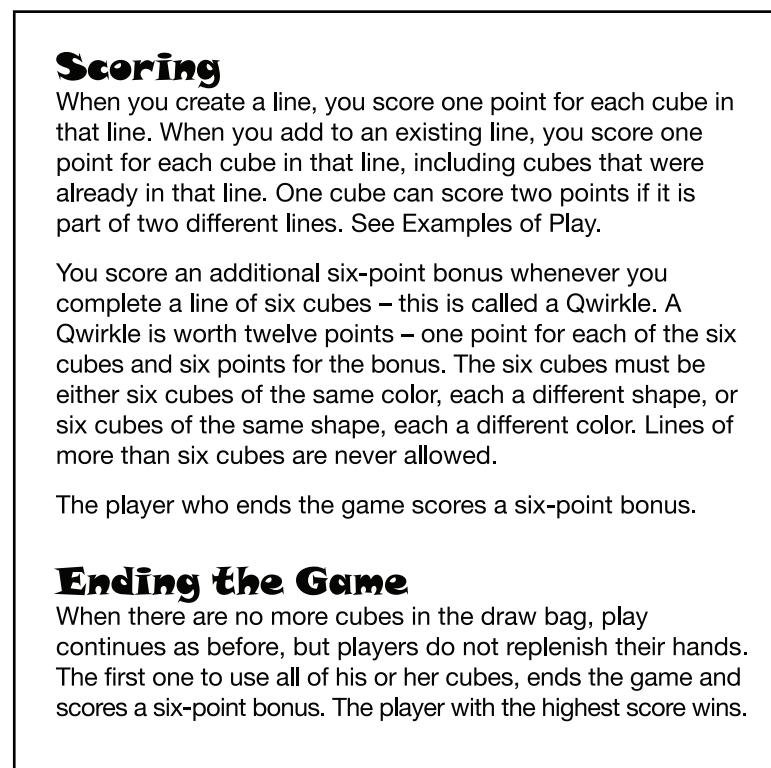 Scoring
When you create a line, you score one point for each cube in
that line. When you add to an existing line, you score one
point for each cube in that line, including cubes that were
already in that line. One cube can score two points if it is
part of two different lines. See Examples of Play.
You score an additional six-point bonus whenever you
complete a line of six cubes – this is called a Qwirkle. A
Qwirkle is worth twelve points – one point for each of the six
cubes and six points for the bonus. The six cubes must be
either six cubes of the same color, each a different shape, or
six cubes of the same shape, each a different color. Lines of
more than six cubes are never allowed.
The player who ends the game scores a six-point bonus.
Ending the Game
When there are no more cubes in the draw bag, play
continues as before, but players do not replenish their hands.
The first one to use all of his or her cubes, ends the game and
scores a six-point bonus. The player with the highest score wins.